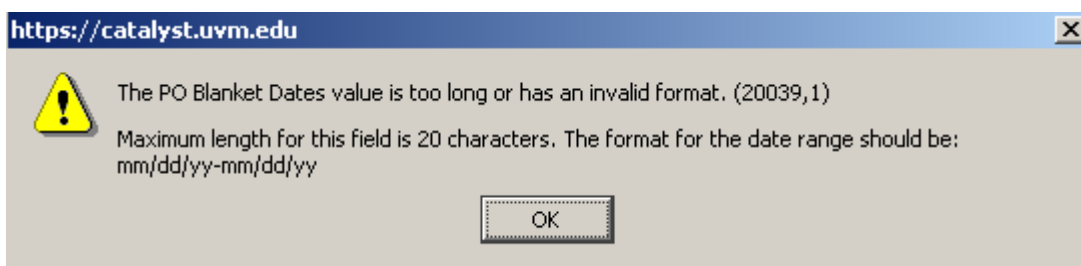 https://catalyst.uvm.edu
The PO Blanket Dates value is too long or has an invalid format. (20039,1)
Maximum length for this field is 20 characters. The format for the date range should be:
mm/dd/yy-mm/dd/yy
OK